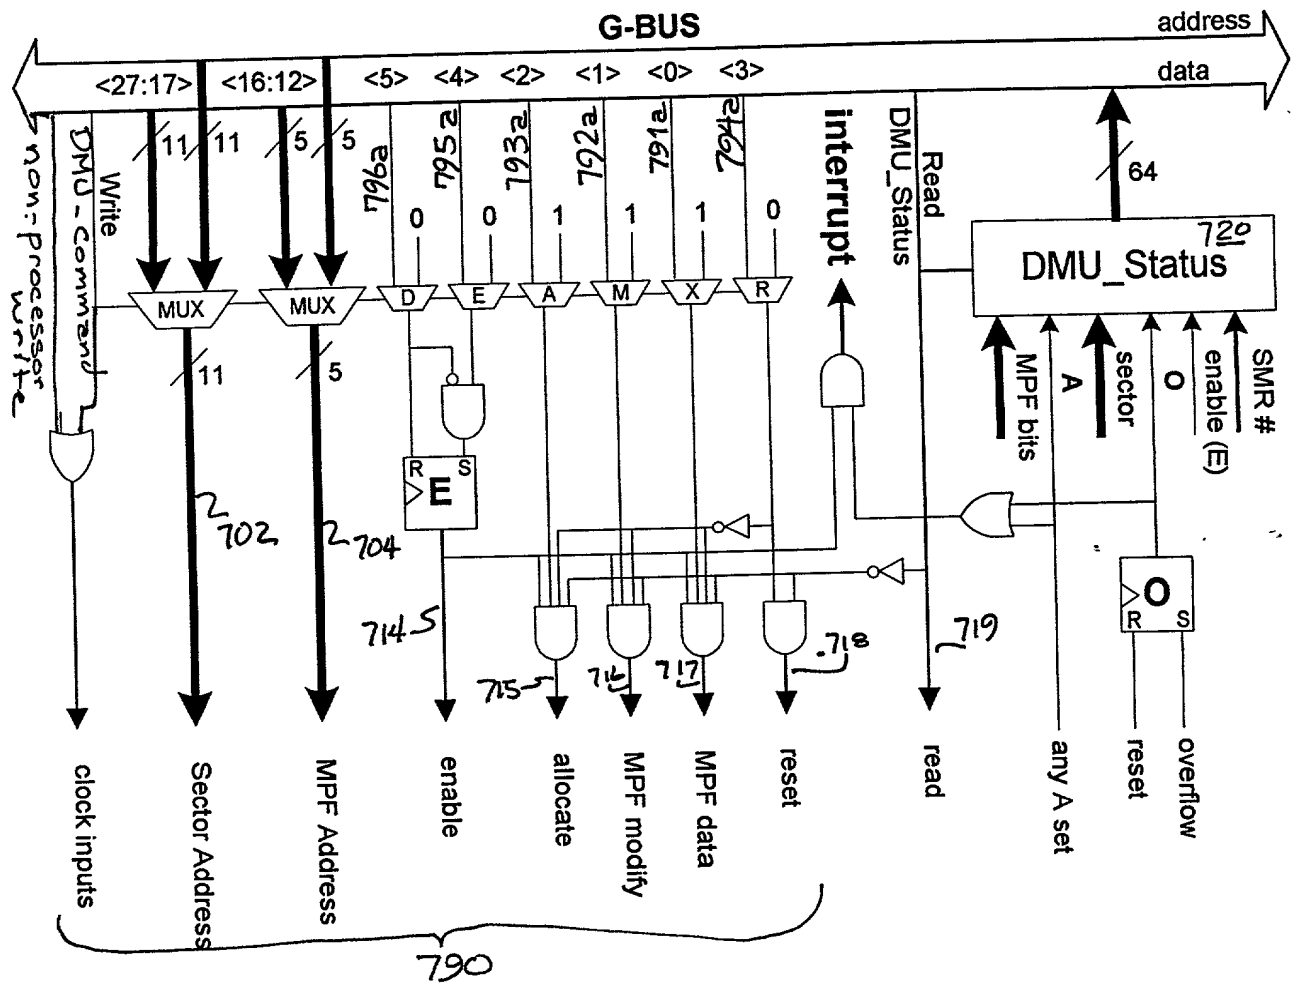 G-BUS
address
data
<27:17>
<16:12>
<5>
<4>
<2>
<1>
<0>
<3>
11
11
5
5
796a
795a
793a
792a
791a
794a
64
non-processor write
DMU-command
Write
0
0
1
1
1
0
interrupt
DMU_Status
Read
720
DMU_Status
MUX
MUX
D
E
A
M
X
R
11
5
MPF bits
A
sector
O
enable (E)
SMR #
R
S
E
702
704
O
R
S
714
715
716
717
718
719
clock inputs
Sector Address
MPF Address
enable
allocate
MPF modify
MPF data
reset
read
any A set
reset
overflow
790